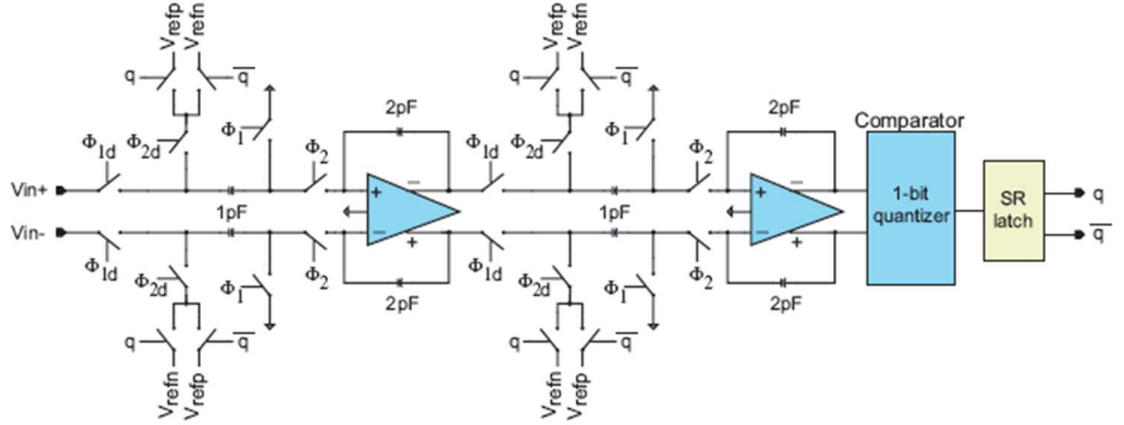 Vrefp Vrefn Vrefp Vrefn
q q̅ q q̅
2pF 2pF
Φ1d Φ2d Φ1 Φ2 Φ1d Φ2d Φ1 Φ2 Comparator
Vin+ + − + − 1-bit SR q
1pF 1pF quantizer latch
Vin- − + − + q̅
Φ1d Φ2d Φ1 Φ2 Φ1d Φ2d Φ1 Φ2
2pF 2pF
q q̅ q q̅
Vrefn Vrefp Vrefn Vrefp